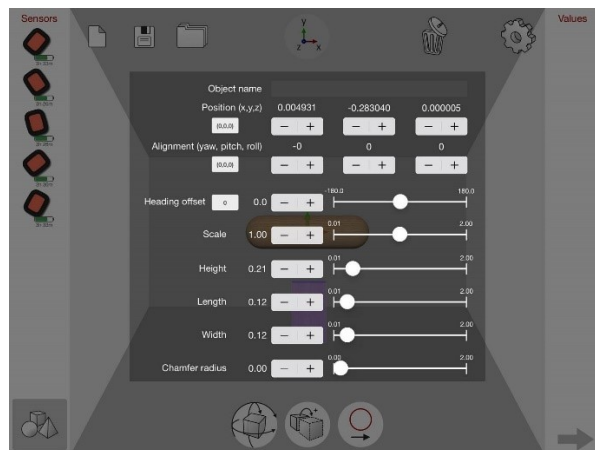 Sensors
Values
y
z x
Object name
Position (x,y,z) 0.004931 -0.283040 0.000005
(0,0,0) − + − + − +
Alignment (yaw, pitch, roll) -0 0 0
(0,0,0) − + − + − +
-180.0 180.0
Heading offset 0 0.0 − +
0.01 2.00
Scale 1.00 − +
0.01 2.00
Height 0.21 − +
0.01 2.00
Length 0.12 − +
0.01 2.00
Width 0.12 − +
0.00 2.00
Chamfer radius 0.00 − +